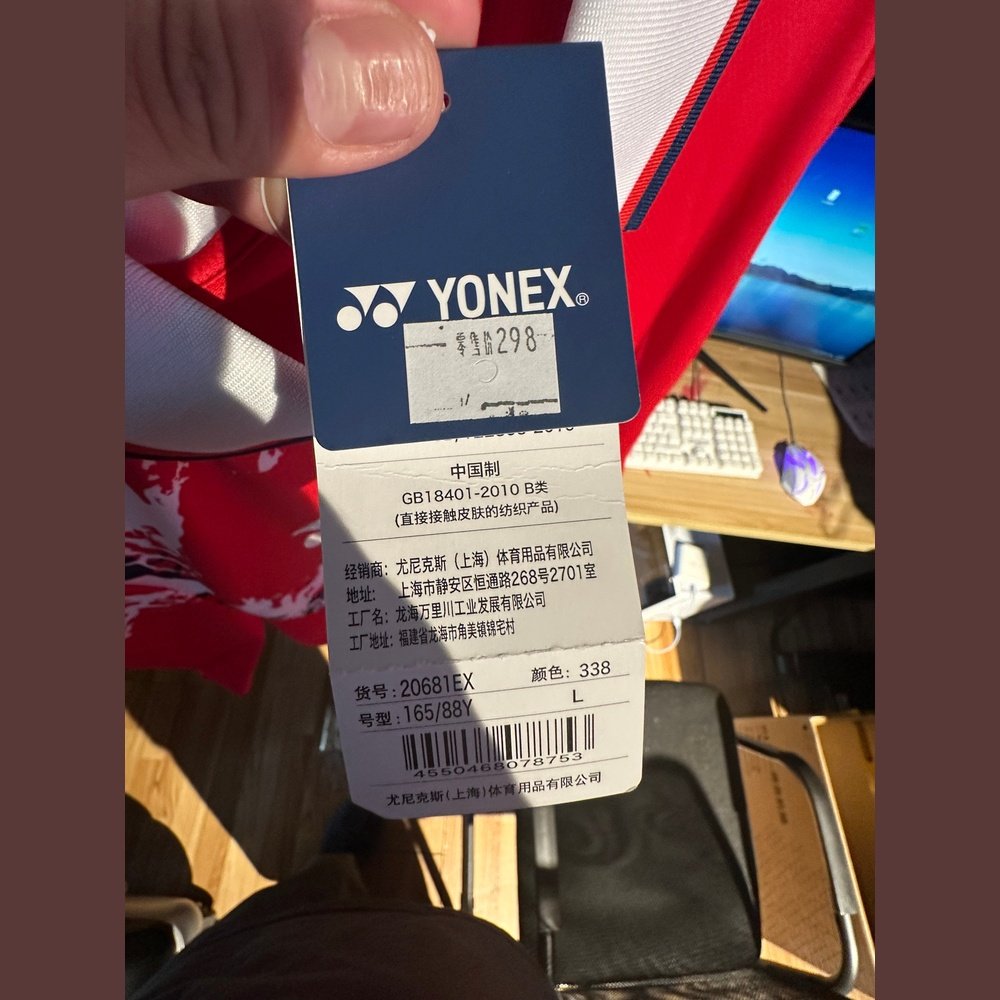 YONEX®
零售价298
中国制
GB18401-2010 B类
(直接接触皮肤的纺织产品)
经销商：尤尼克斯（上海）体育用品有限公司
地址： 上海市静安区恒通路268号2701室
工厂名：龙海万里川工业发展有限公司
工厂地址：福建省龙海市角美镇锦宅村
货号：20681EX 颜色：338
号型：165/88Y L
4550468078753
尤尼克斯（上海）体育用品有限公司